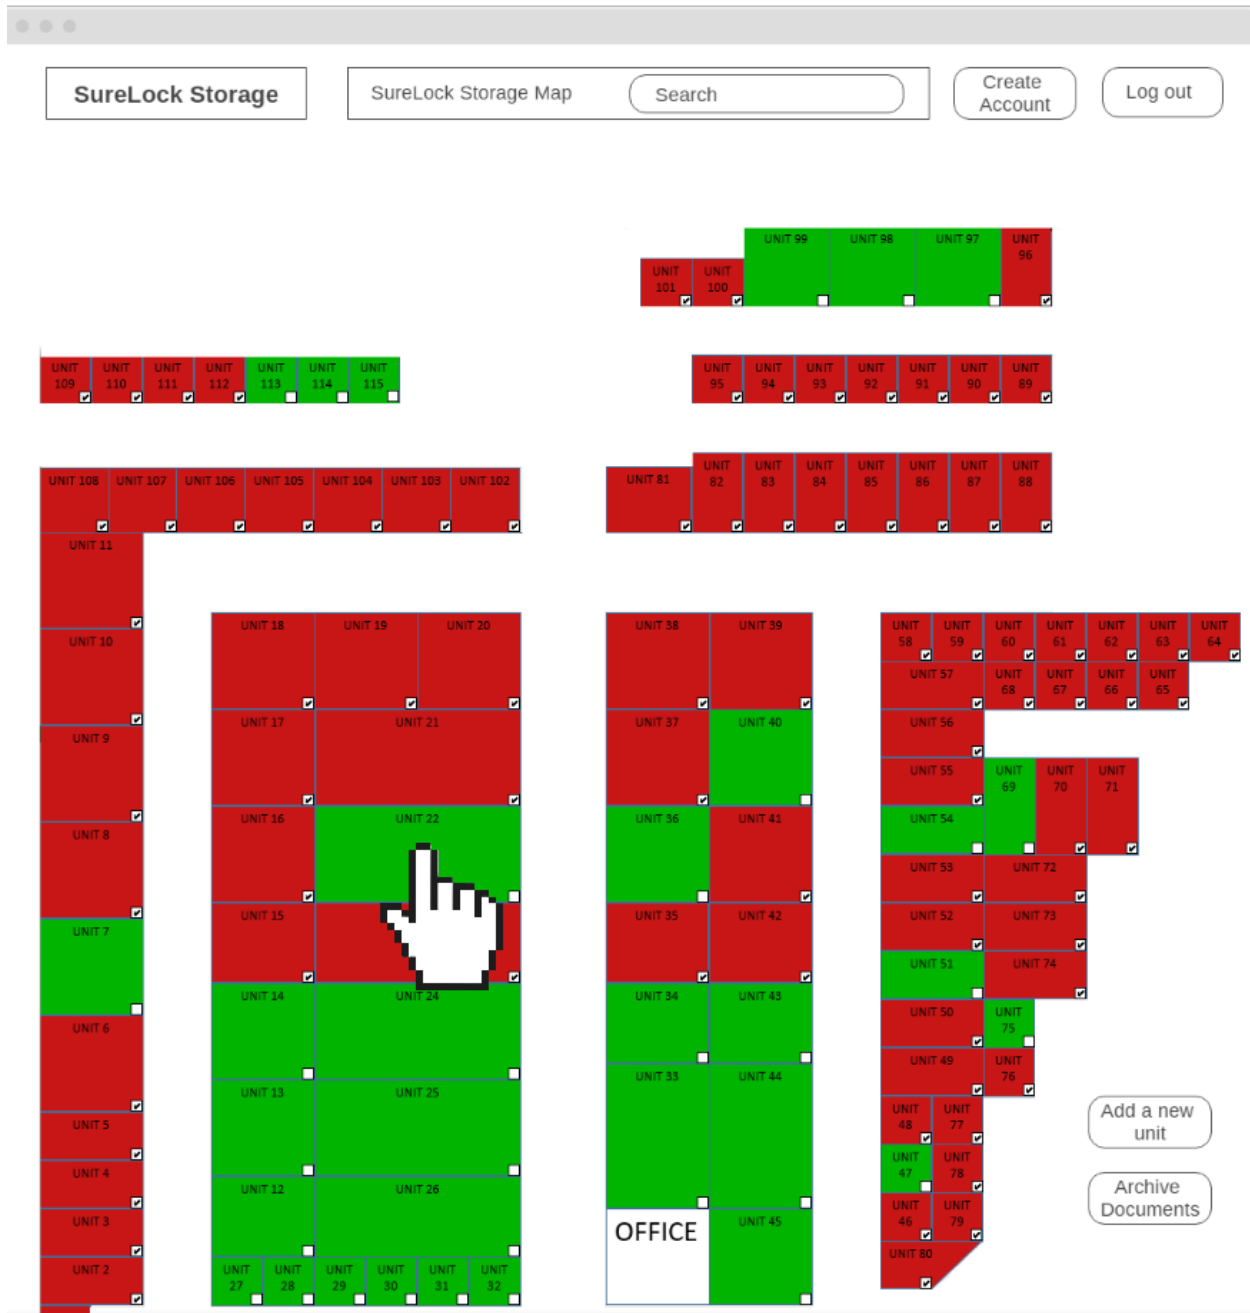 SureLock Storage
SureLock Storage Map
Search
Create
Account
Log out
UNIT 99 UNIT 98 UNIT 97 UNIT
96
UNIT UNIT
101 100
UNIT UNIT UNIT UNIT UNIT UNIT UNIT
109 110 111 112 113 114 115
UNIT UNIT UNIT UNIT UNIT UNIT UNIT
95 94 93 92 91 90 89
UNIT 108 UNIT 107 UNIT 106 UNIT 105 UNIT 104 UNIT 103 UNIT 102
UNIT 81
UNIT UNIT UNIT UNIT UNIT UNIT UNIT
82 83 84 85 86 87 88
UNIT 11
UNIT 10
UNIT 9
UNIT 8
UNIT 7
UNIT 6
UNIT 5
UNIT 4
UNIT 3
UNIT 2
UNIT 18 UNIT 19 UNIT 20
UNIT 17 UNIT 21
UNIT 16 UNIT 22
UNIT 15
UNIT 14 UNIT 24
UNIT 13 UNIT 25
UNIT 12 UNIT 26
UNIT UNIT UNIT UNIT UNIT UNIT
27 28 29 30 31 32
UNIT 38 UNIT 39
UNIT 37 UNIT 40
UNIT 36 UNIT 41
UNIT 35 UNIT 42
UNIT 34 UNIT 43
UNIT 33 UNIT 44
OFFICE UNIT 45
UNIT UNIT UNIT UNIT UNIT UNIT UNIT
58 59 60 61 62 63 64
UNIT 57
UNIT UNIT UNIT UNIT
68 67 66 65
UNIT 56
UNIT 55
UNIT UNIT UNIT
69 70 71
UNIT 54
UNIT 53 UNIT 72
UNIT 52 UNIT 73
UNIT 51 UNIT 74
UNIT 50 UNIT
75
UNIT 49 UNIT
76
UNIT UNIT
48 77
UNIT UNIT
47 78
UNIT UNIT
46 79
UNIT 80
Add a new
unit
Archive
Documents